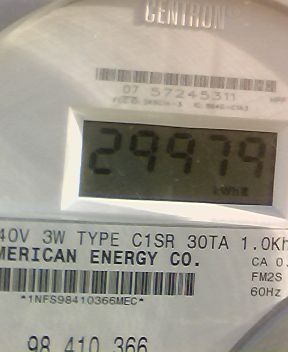 CENTRON
07 57245311
29979
kWh
40V 3W TYPE C1SR 30TA 1.0Kh
MERICAN ENERGY CO. CA 0.
FM2S
*1NFS98410366MEC* 60Hz
98 410 366